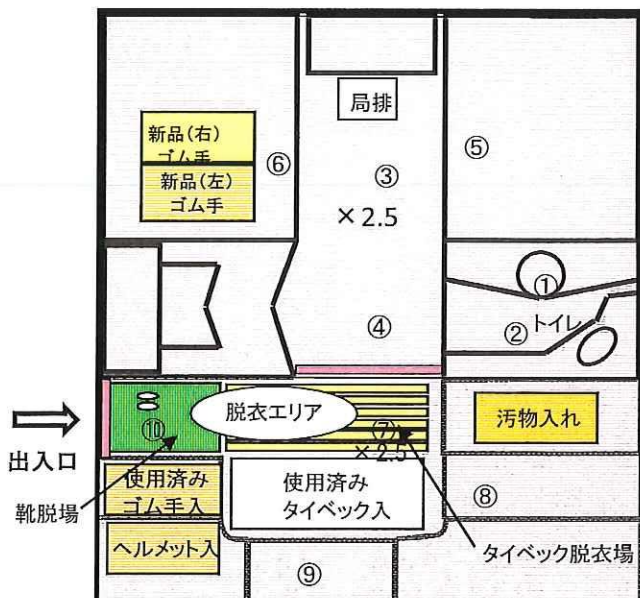 局排
新品(右)
ゴム手
新品(左)
ゴム手
⑥
③
⑤
×2.5
①
④
②
トイレ
出入口
⑩
脱衣エリア
⑦
×2.5
汚物入れ
靴脱場
使用済み
ゴム手入
使用済み
タイベック入
⑧
ヘルメット入
⑨
タイベック脱衣場